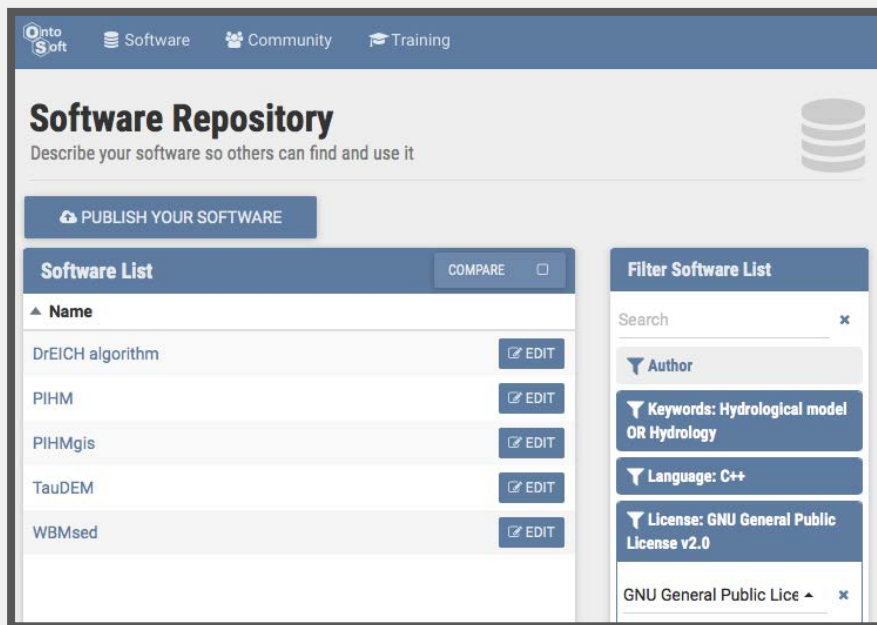 Onto
Soft
Software
Community
Training
Software Repository
Describe your software so others can find and use it
PUBLISH YOUR SOFTWARE
Software List
COMPARE
Name
DrEICH algorithm
EDIT
PIHM
EDIT
PIHMgis
EDIT
TauDEM
EDIT
WBMsed
EDIT
Filter Software List
Search
Author
Keywords: Hydrological model
OR Hydrology
Language: C++
License: GNU General Public
License v2.0
GNU General Public Lice